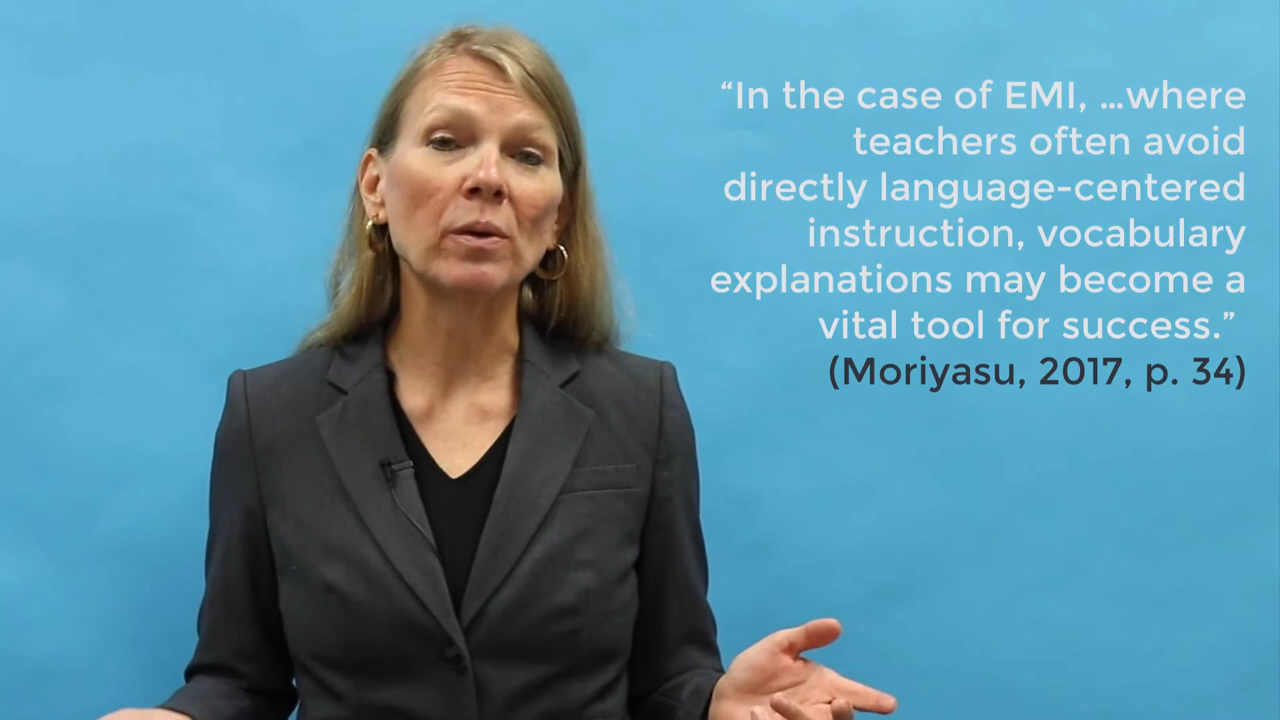 “In the case of EMI, …where
teachers often avoid
directly language-centered
instruction, vocabulary
explanations may become a
vital tool for success.”
(Moriyasu, 2017, p. 34)